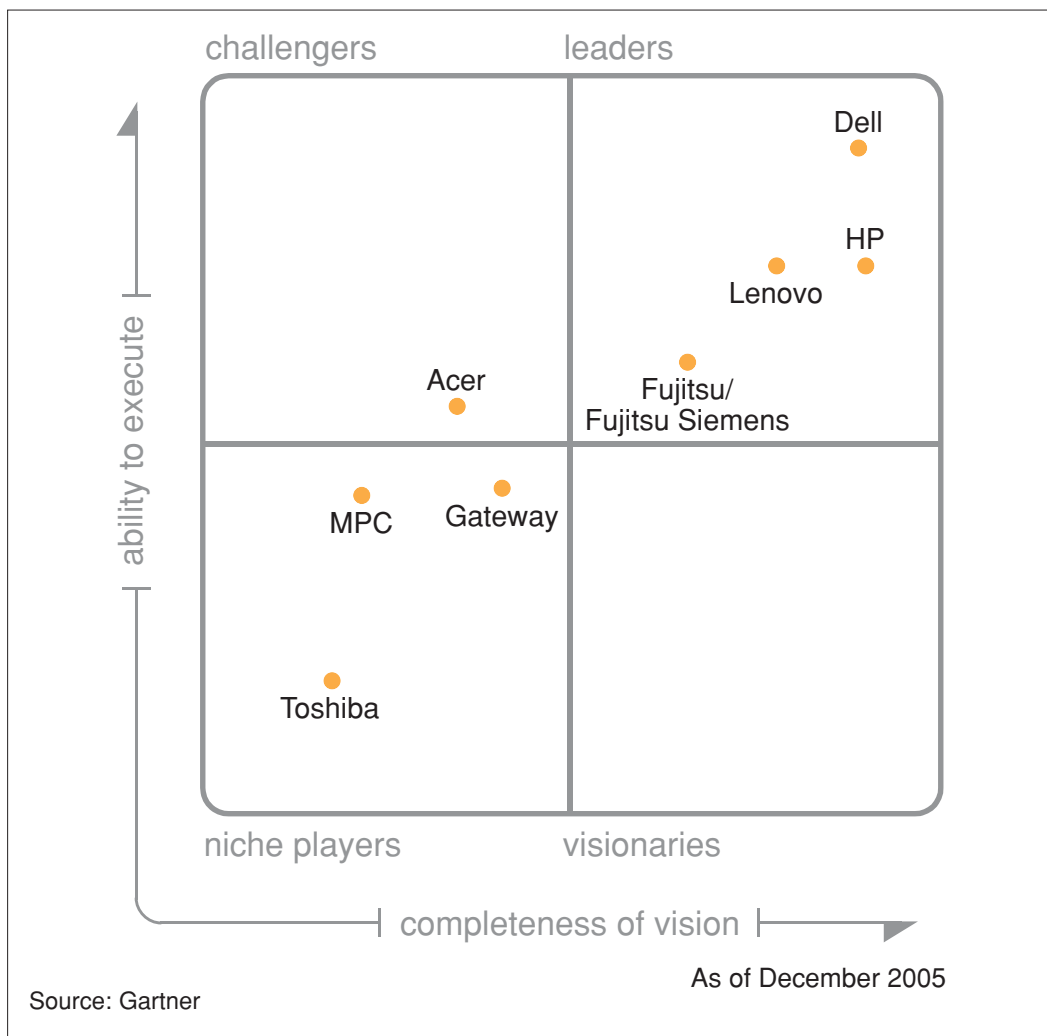 challengers
leaders
Dell
HP
Lenovo
Acer
Fujitsu/
Fujitsu Siemens
ability to execute
MPC
Gateway
Toshiba
niche players
visionaries
completeness of vision
As of December 2005
Source: Gartner